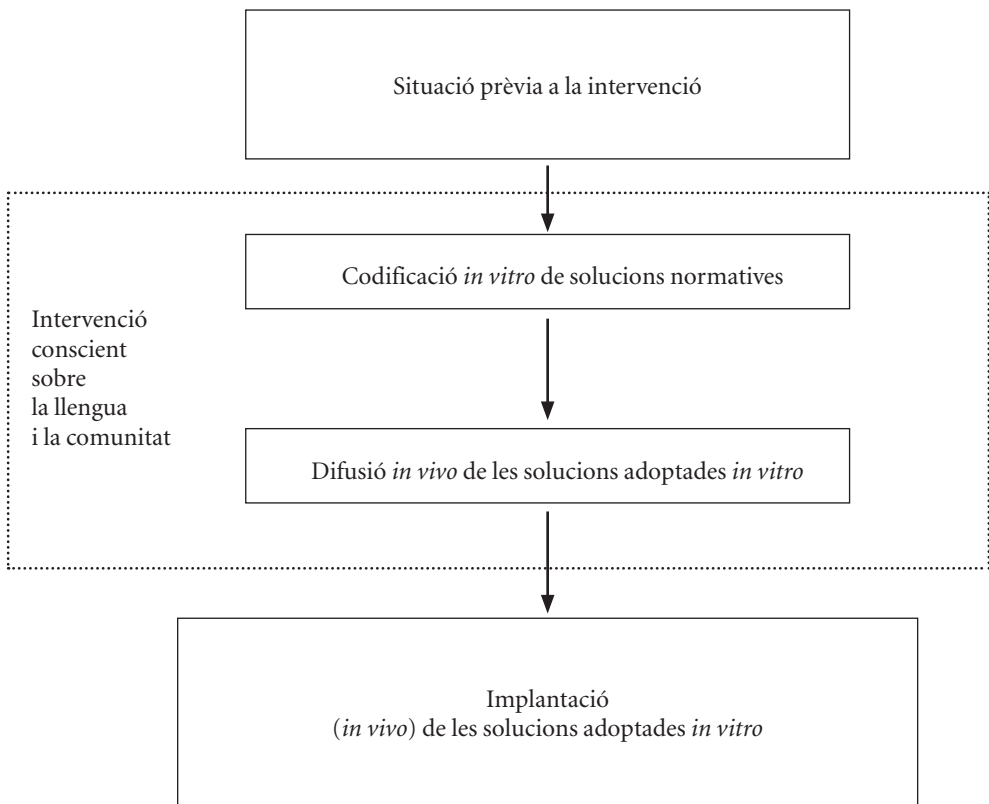 Situació prèvia a la intervenció
Codificació in vitro de solucions normatives
Intervenció
conscient
sobre
la llengua
i la comunitat
Difusió in vivo de les solucions adoptades in vitro
Implantació
(in vivo) de les solucions adoptades in vitro